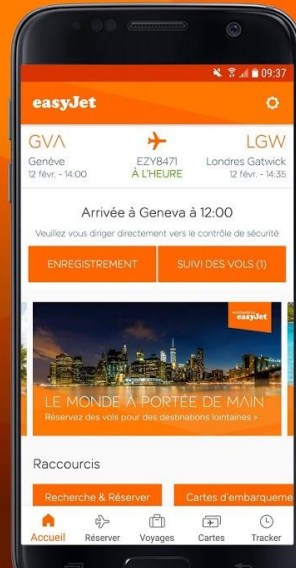 09:37
easyJet
GVA LGW
Genève EZY8471 Londres Gatwick
12 févr. - 14:00 À L'HEURE 12 févr. - 14:35
Arrivée à Geneva à 12:00
Veuillez vous diriger directement vers le contrôle de sécurité
ENREGISTREMENT SUIVI DES VOLS (1)
easyJet
LE MONDE À PORTÉE DE MAIN
Réservez des vols pour des destinations lointaines >
Raccourcis
Recherche & Réserver Cartes d'embarqueme
Accueil Réserver Voyages Cartes Tracker